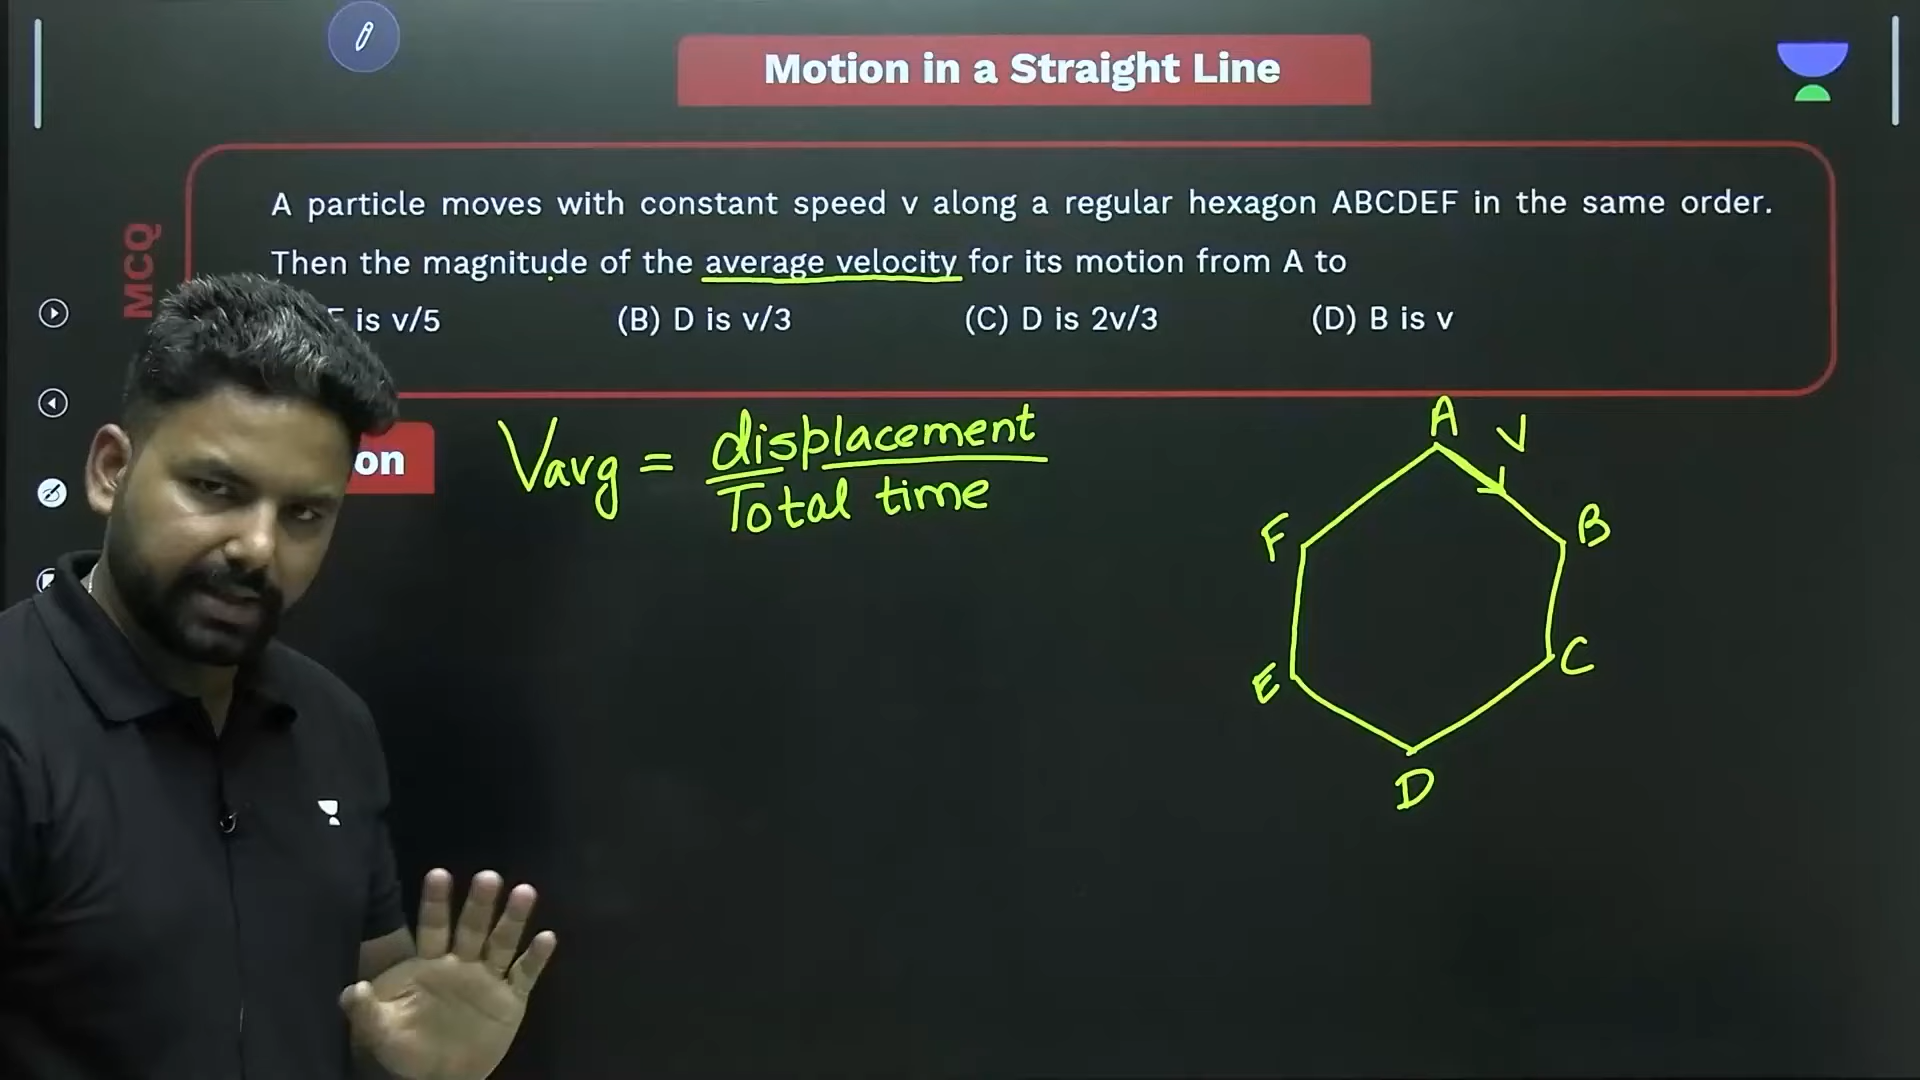 Motion in a Straight Line
MCQ
A particle moves with constant speed v along a regular hexagon ABCDEF in the same order.
Then the magnitude of the average velocity for its motion from A to
is v/5 (B) D is v/3 (C) D is 2v/3 (D) B is v
on
Vavg = displacement
Total time
A V
F B
E C
D